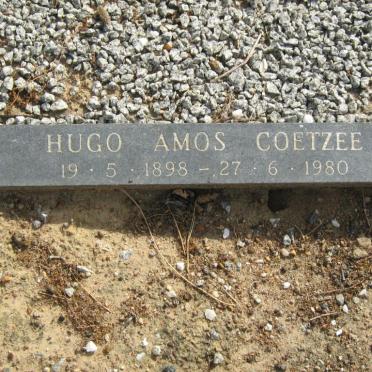 HUGO AMOS COETZEE
19 · 5 · 1898 - 27 · 6 · 1980